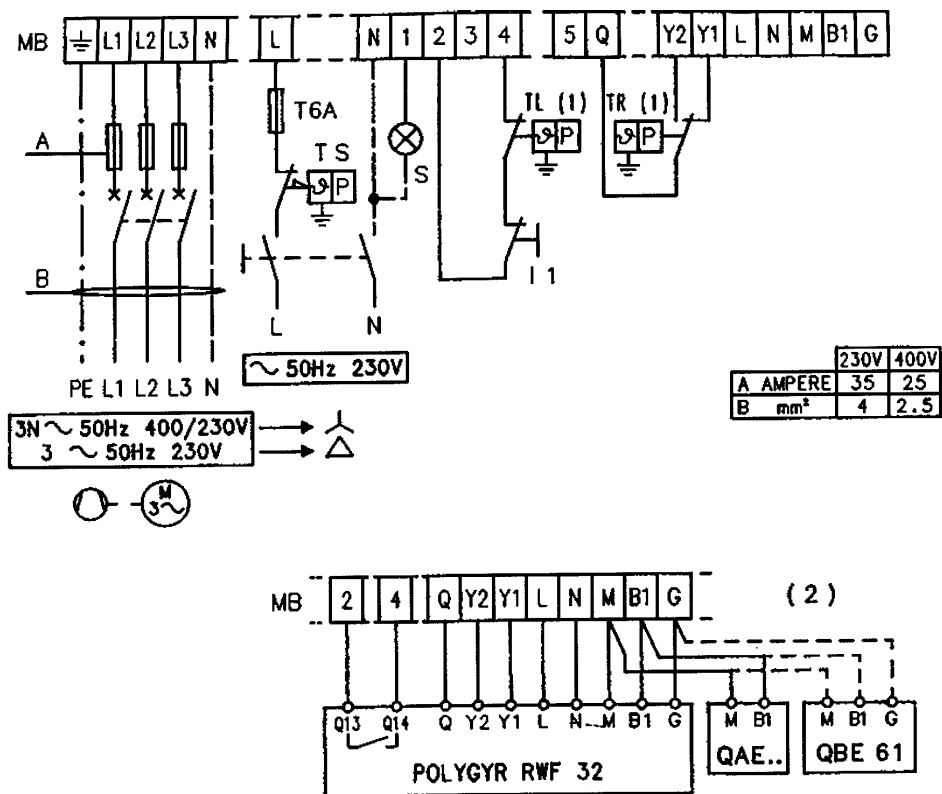 MB ⏚ L1 L2 L3 N L N 1 2 3 4 5 Q Y2 Y1 L N M B1 G
T6A
TL (1) TR (1)
ϑ P ϑ P
A
TS
ϑ P
S
I1
B
L N
~ 50Hz 230V
PE L1 L2 L3 N
230V 400V
A AMPERE 35 25
B mm² 4 2.5
3N ~ 50Hz 400/230V
3 ~ 50Hz 230V
M
3~
MB 2 4 Q Y2 Y1 L N M B1 G (2)
Q13 Q14 Q Y2 Y1 L N M B1 G M B1 M B1 G
POLYGYR RWF 32
QAE..
QBE 61